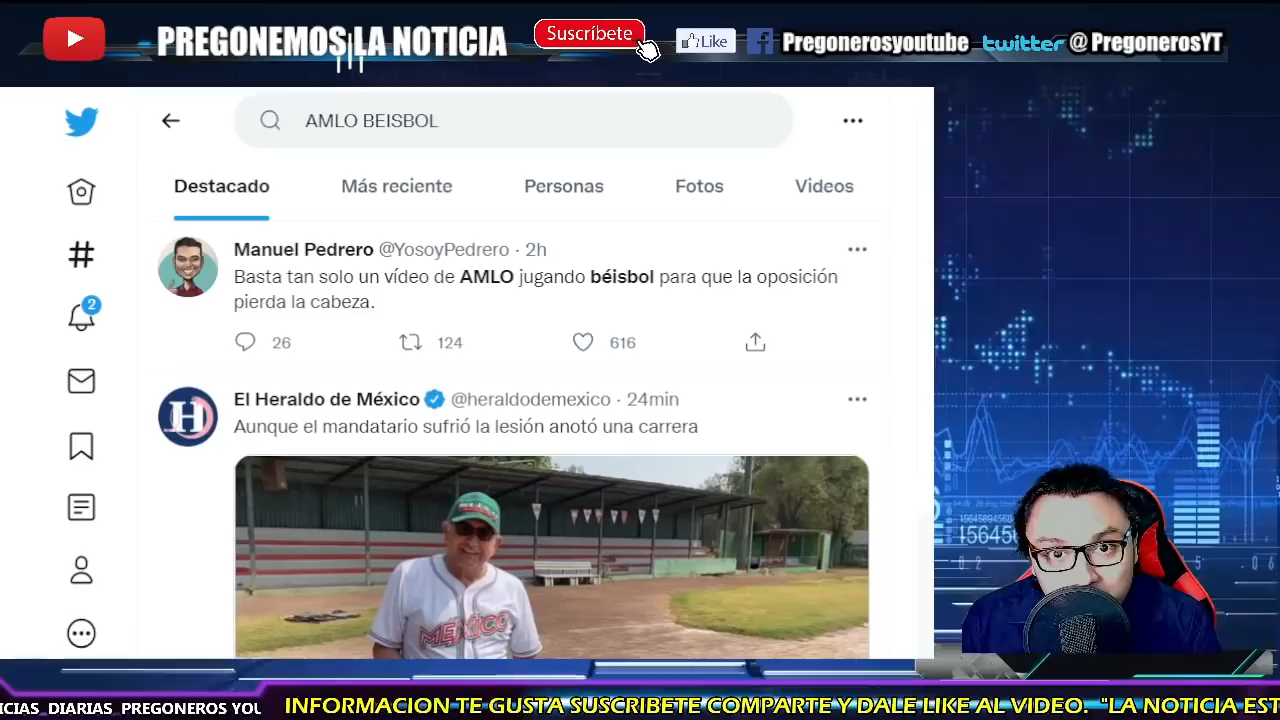 PREGONEMOS LA NOTICIA
Suscríbete
Like
Pregonerosyoutube
twitter @PregonerosYT
AMLO BEISBOL
Destacado
Más reciente
Personas
Fotos
Videos
Manuel Pedrero @YosoyPedrero · 2h
Basta tan solo un vídeo de AMLO jugando béisbol para que la oposición
pierda la cabeza.
26
124
616
2
El Heraldo de México @heraldodemexico · 24min
Aunque el mandatario sufrió la lesión anotó una carrera
H
MEXICO
ICIAS_DIARIAS_PREGONEROS YOU
INFORMACION TE GUSTA SUSCRIBETE COMPARTE Y DALE LIKE AL VIDEO. "LA NOTICIA EST